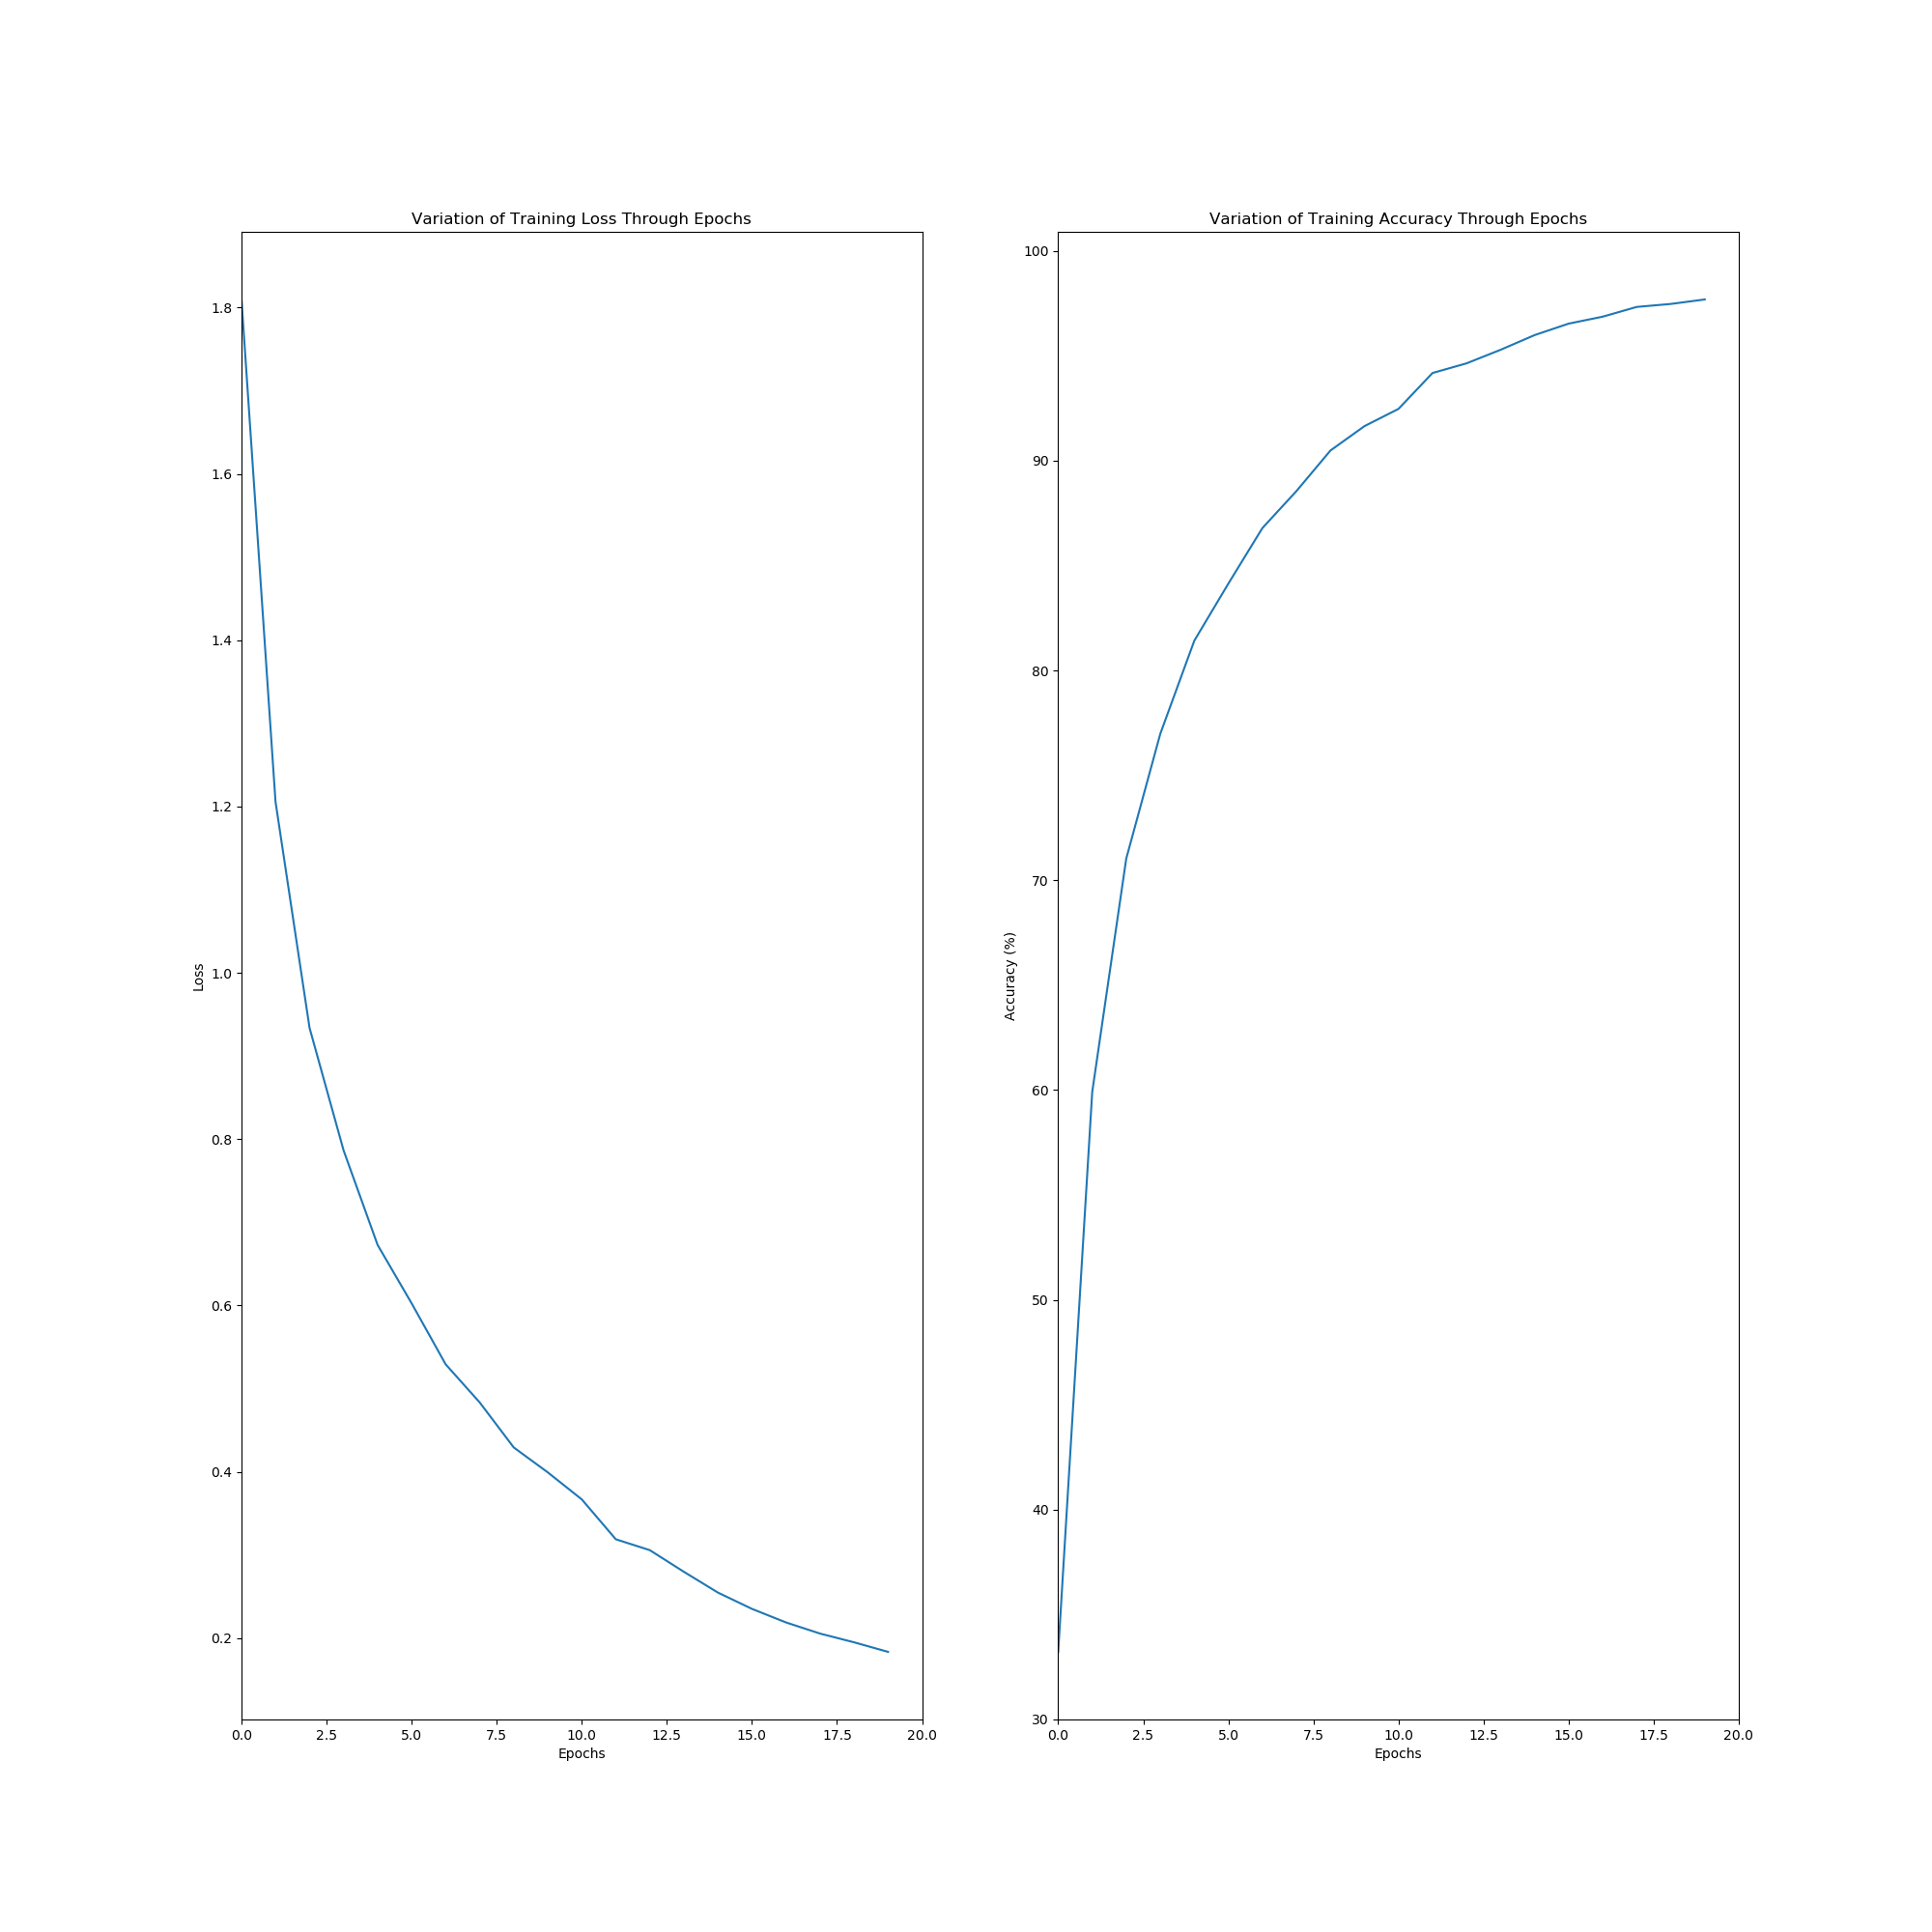 Variation of Training Loss Through Epochs
1.8
1.6
1.4
1.2
1.0
0.8
0.6
0.4
0.2
Loss
0.0 2.5 5.0 7.5 10.0 12.5 15.0 17.5 20.0
Epochs
Variation of Training Accuracy Through Epochs
100
90
80
70
60
50
40
30
Accuracy (%)
0.0 2.5 5.0 7.5 10.0 12.5 15.0 17.5 20.0
Epochs